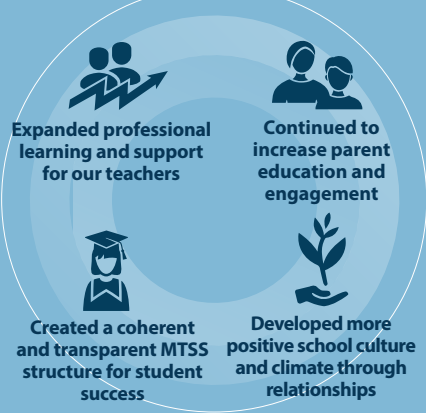 Expanded professional
learning and support
for our teachers
Continued to
increase parent
education and
engagement
Created a coherent
and transparent MTSS
structure for student
success
Developed more
positive school culture
and climate through
relationships